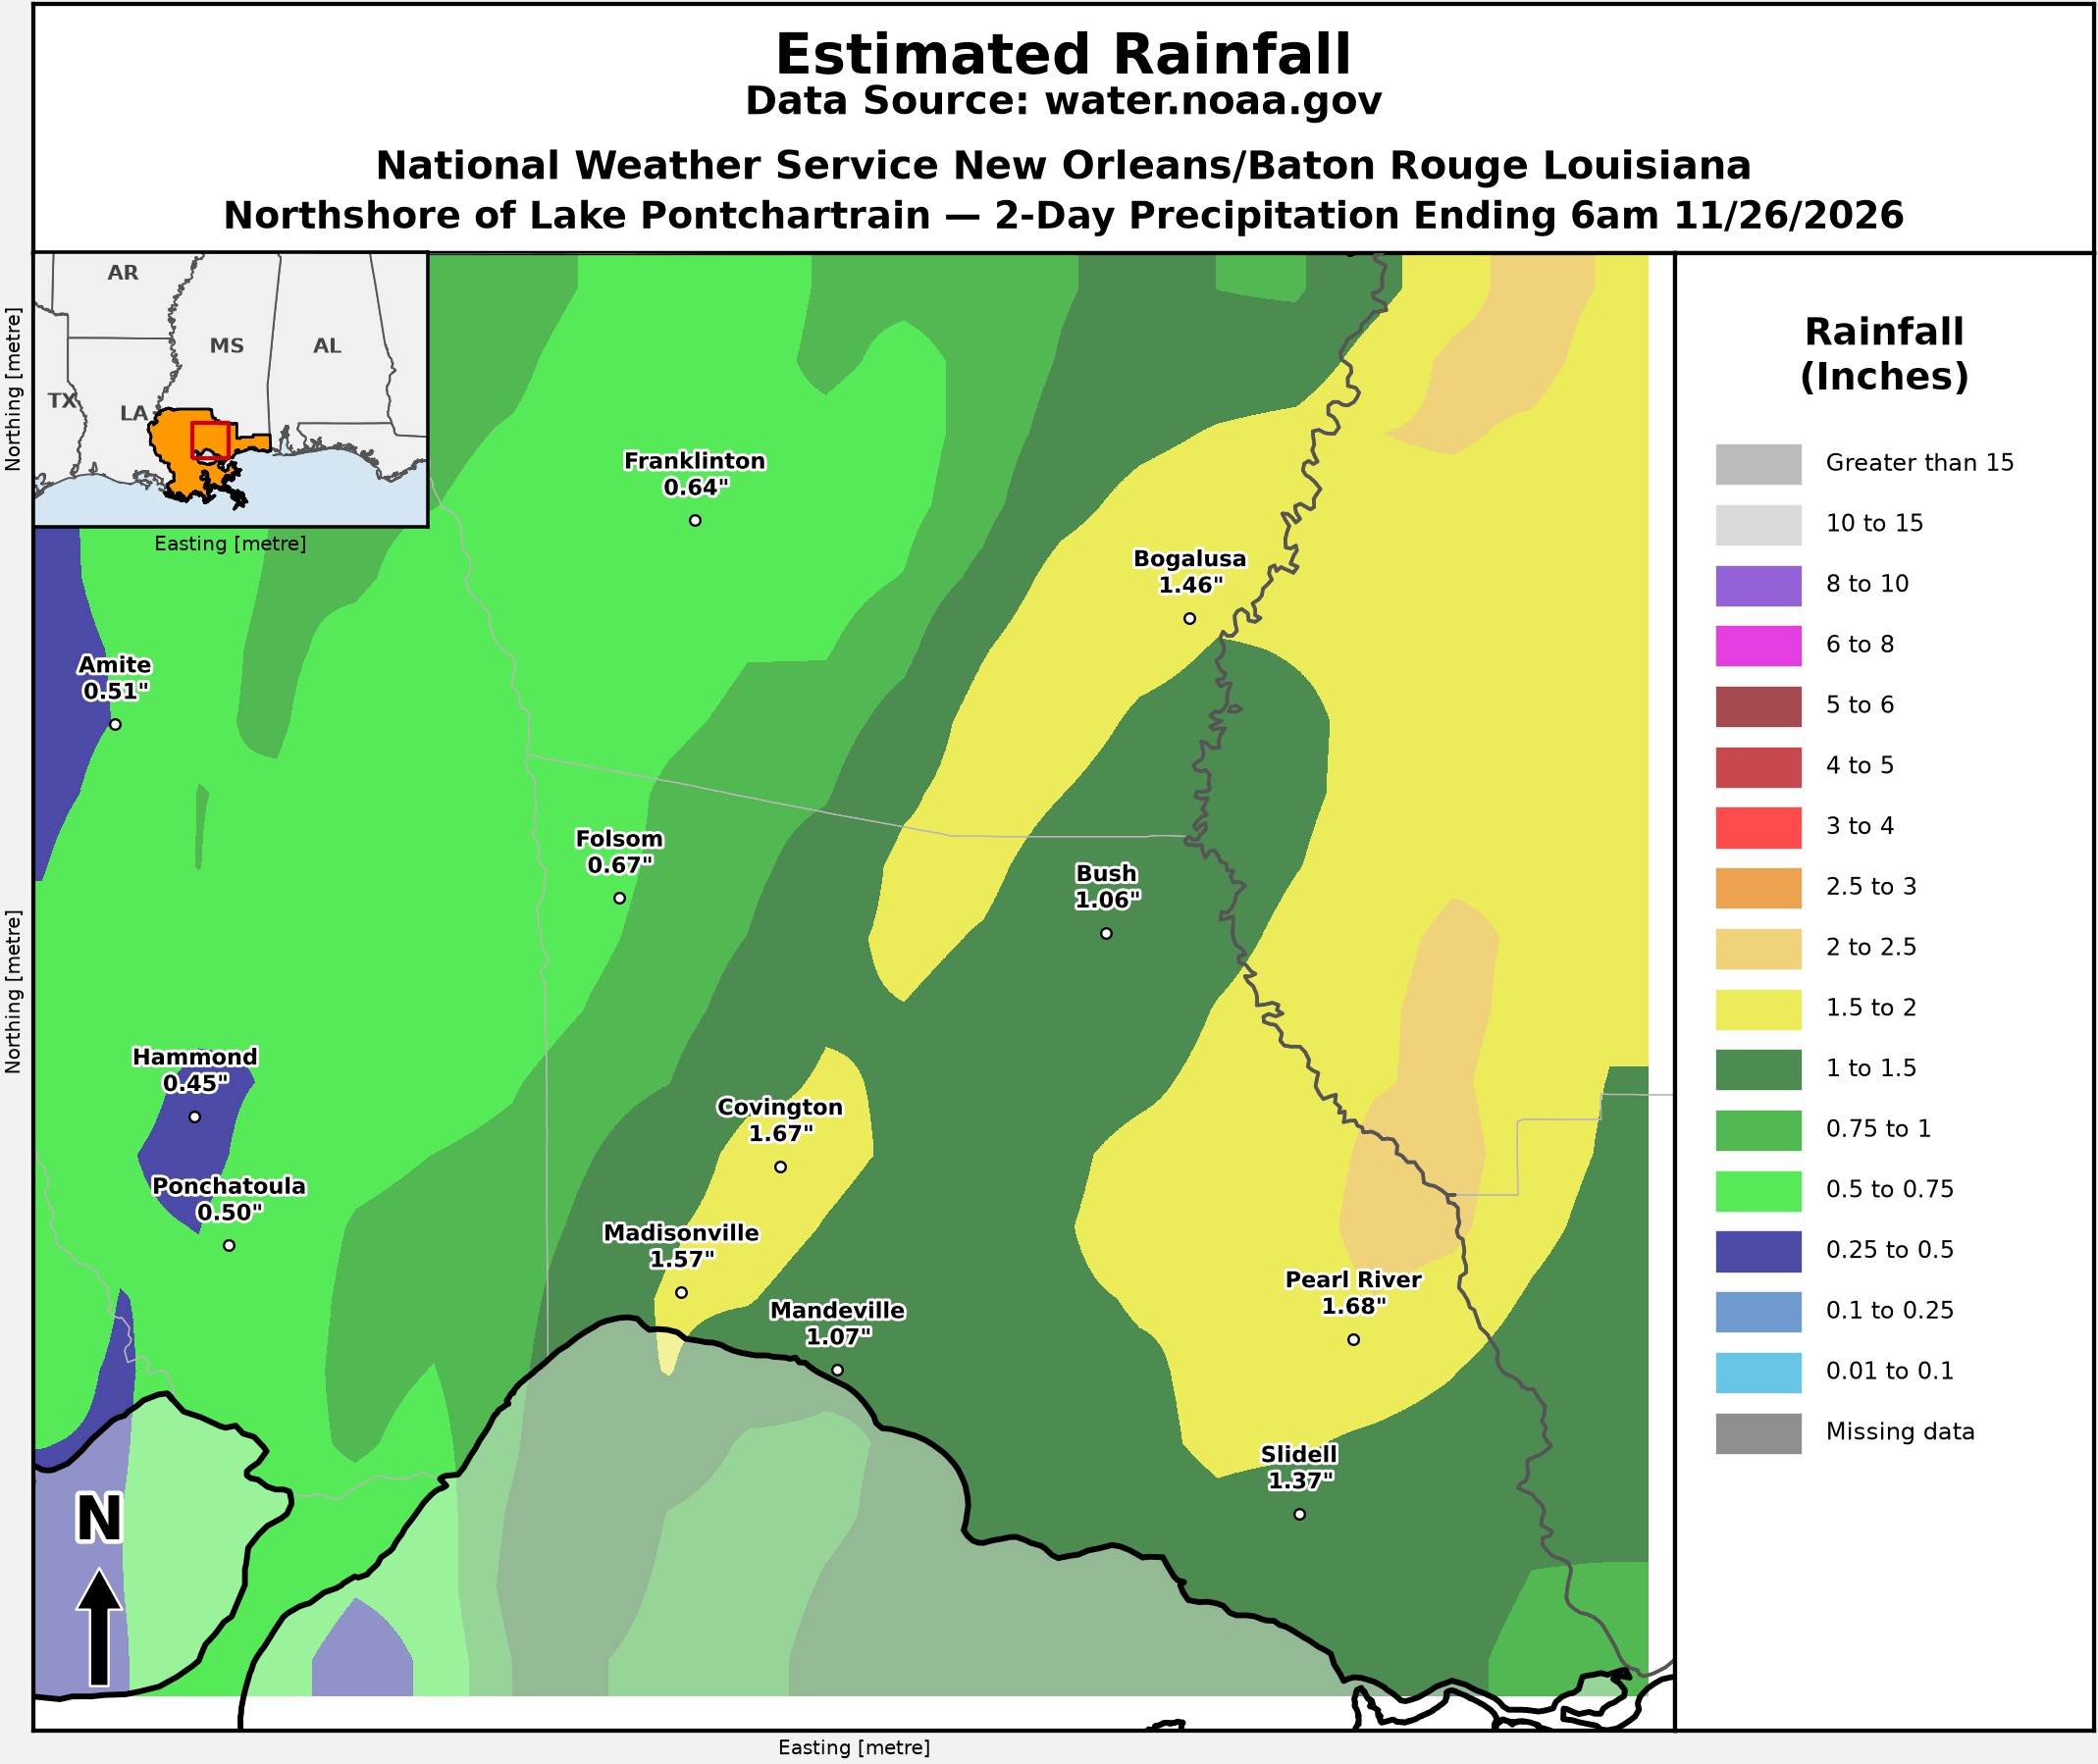 Estimated Rainfall
Data Source: water.noaa.gov
National Weather Service New Orleans/Baton Rouge Louisiana
Northshore of Lake Pontchartrain — 2-Day Precipitation Ending 6am 11/26/2026
Northing [metre]
AR
MS
AL
TX
LA
Easting [metre]
Franklinton
0.64"
Bogalusa
1.46"
Amite
0.51"
Folsom
0.67"
Bush
1.06"
Northing [metre]
Hammond
0.45"
Covington
1.67"
Ponchatoula
0.50"
Madisonville
1.57"
Pearl River
1.68"
Mandeville
1.07"
Slidell
1.37"
N
Easting [metre]
Rainfall
(Inches)
Greater than 15
10 to 15
8 to 10
6 to 8
5 to 6
4 to 5
3 to 4
2.5 to 3
2 to 2.5
1.5 to 2
1 to 1.5
0.75 to 1
0.5 to 0.75
0.25 to 0.5
0.1 to 0.25
0.01 to 0.1
Missing data